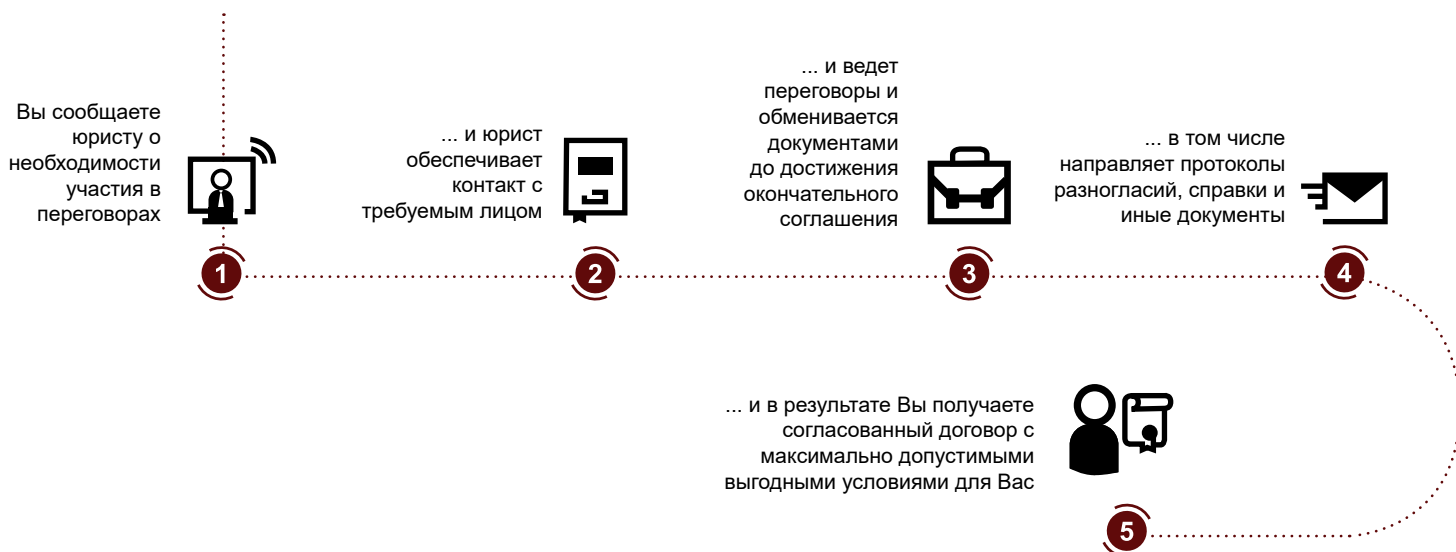 Вы сообщаете
юристу о
необходимости
участия в
переговорах
1
... и юрист
обеспечивает
контакт с
требуемым лицом
2
... и ведет
переговоры и
обменивается
документами
до достижения
окончательного
соглашения
3
... в том числе
направляет протоколы
разногласий, справки и
иные документы
4
... и в результате Вы получаете
согласованный договор с
максимально допустимыми
выгодными условиями для Вас
5